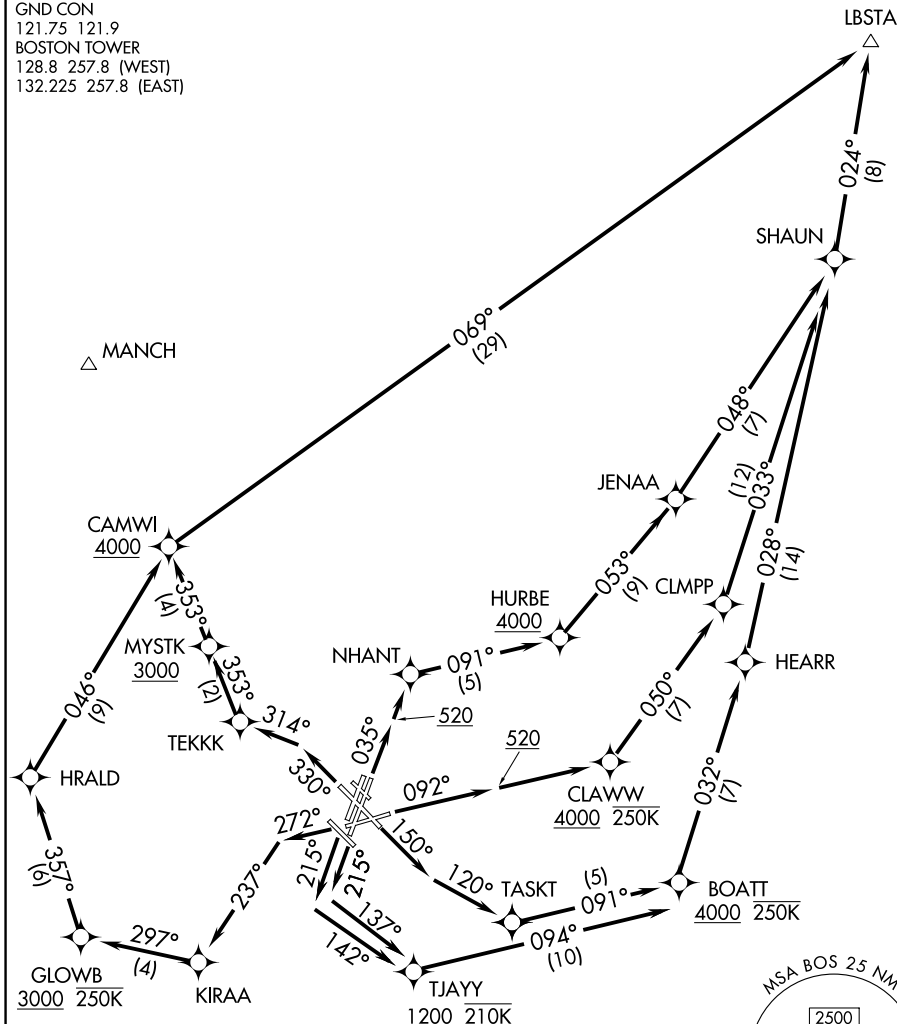 GND CON
121.75 121.9
BOSTON TOWER
128.8 257.8 (WEST)
132.225 257.8 (EAST)
LBSTA
024°
(8)
SHAUN
069°
(29)
MANCH
048°
(7)
JENAA
(12)
033°
CAMWI
4000
028°
(14)
053°
(9)
CLMPP
353°
(4)
HURBE
4000
MYSTK
3000
NHANT
091°
(5)
HEARR
353°
(2)
046°
(9)
050°
(7)
314°
520
TEKKK
035°
520
HRALD
330°
092°
CLAWW
4000 250K
032°
(7)
272°
150°
215°
215°
357°
(6)
237°
120°
TASKT
(5)
091°
BOATT
4000 250K
137°
142°
297°
(4)
094°
(10)
GLOWB
3000 250K
KIRAA
TJAYY
1200 210K
MSA BOS 25 NM
2500